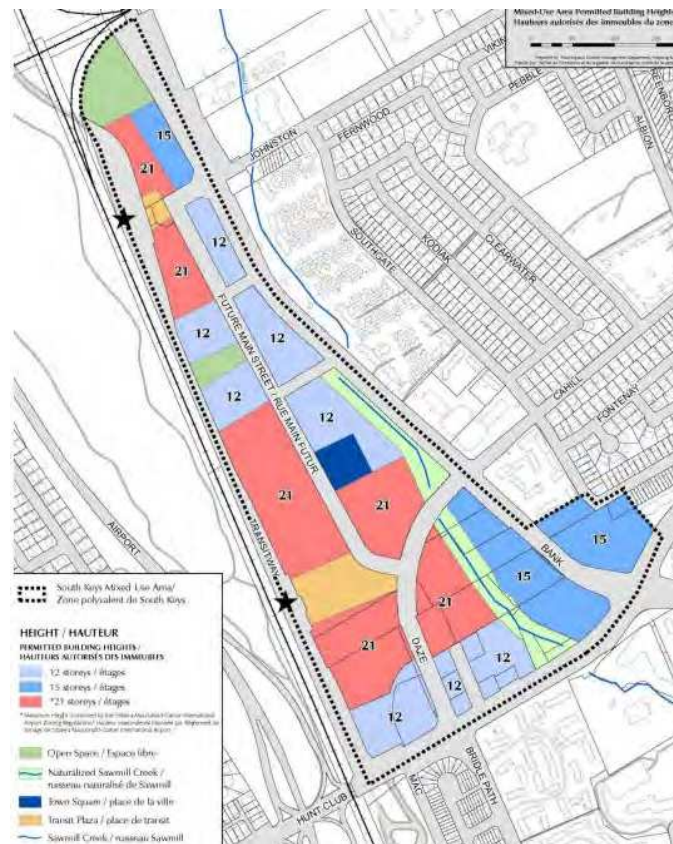 Mixed-Use Area Permitted Building Heights
Hauteurs autorisés des immeubles du zone
VIKING
PEBBLE
ALBION
FERNWOOD
JOHNSTON
15
21
SOUTHGATE
KODIAK
CLEARWATER
12
21
FUTURE MAIN STREET / RUE MAIN FUTUR
12
12
12
12
CAHILL
FONTENAY
21
21
AIRPORT
TRANSITWAY
BANK
15
15
21
21
DAZE
12
12
12
BRIDLE PATH
MAC
HUNT CLUB
South Keys Mixed Use Area/
Zone polyvalent de South Keys
HEIGHT / HAUTEUR
PERMITTED BUILDING HEIGHTS /
HAUTEURS AUTORISÉS DES IMMEUBLES
12 storeys / étages
15 storeys / étages
*21 storeys / étages
Open Space / Espace libre
Naturalized Sawmill Creek /
ruisseau naturalisé de Sawmill
Town Square / place de la ville
Transit Plaza / place de transit
Sawmill Creek / ruisseau Sawmill